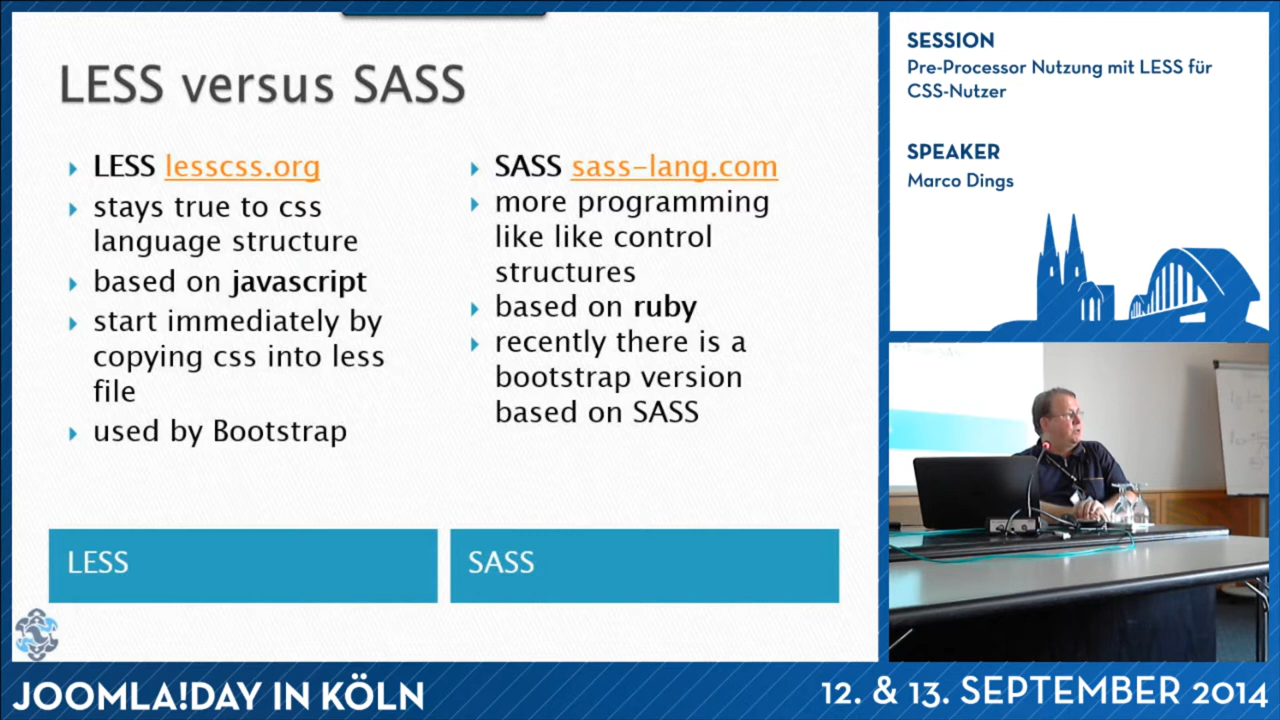 LESS versus SASS
LESS lesscss.org
stays true to css
language structure
based on javascript
start immediately by
copying css into less
file
used by Bootstrap
SASS sass-lang.com
more programming
like like control
structures
based on ruby
recently there is a
bootstrap version
based on SASS
LESS
SASS
SESSION
Pre-Processor Nutzung mit LESS für
CSS-Nutzer
SPEAKER
Marco Dings
JOOMLA!DAY IN KÖLN
12. & 13. SEPTEMBER 2014